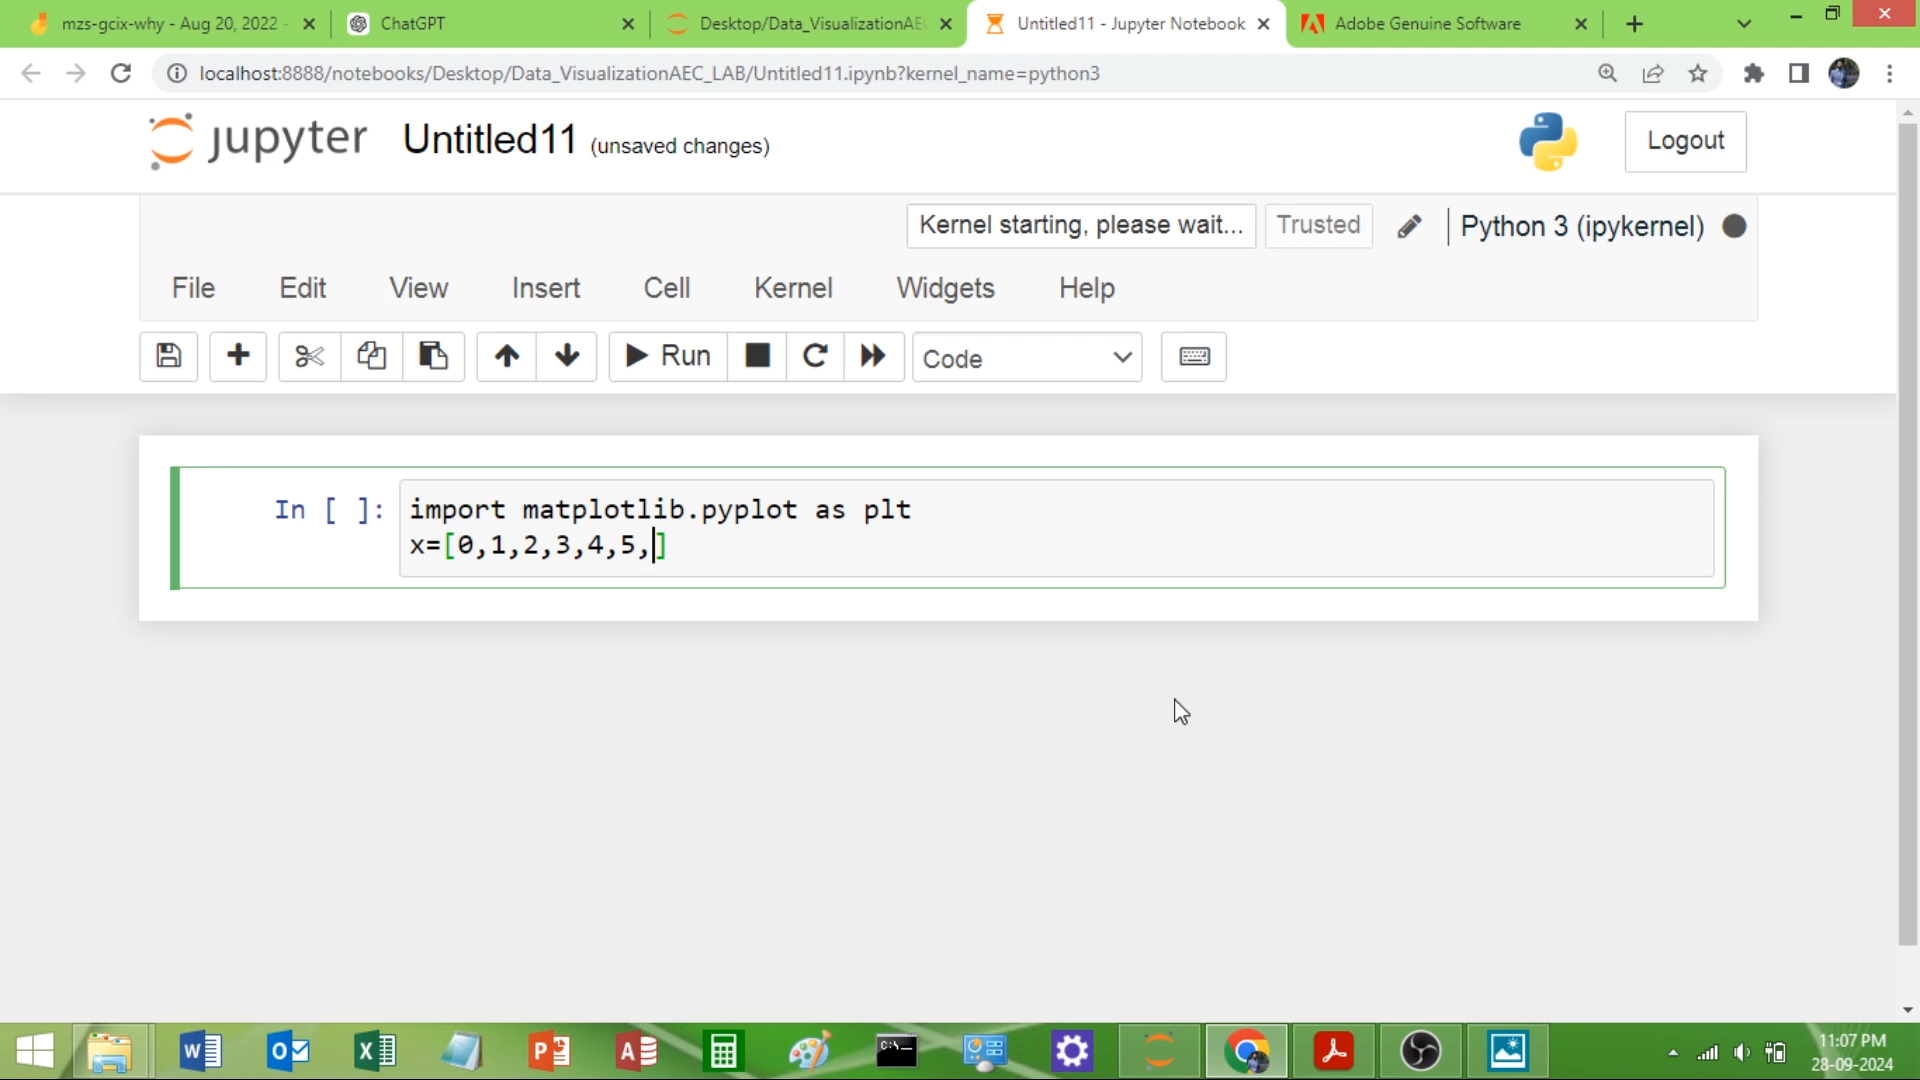 mzs-gcix-why - Aug 20, 2022 -
ChatGPT
Desktop/Data_VisualizationAEC
Untitled11 - Jupyter Notebook
Adobe Genuine Software
localhost:8888/notebooks/Desktop/Data_VisualizationAEC_LAB/Untitled11.ipynb?kernel_name=python3
jupyter Untitled11 (unsaved changes)
Logout
Kernel starting, please wait... Trusted Python 3 (ipykernel)
File Edit View Insert Cell Kernel Widgets Help
Run Code
In [ ]: import matplotlib.pyplot as plt
x=[0,1,2,3,4,5,]
11:07 PM
28-09-2024